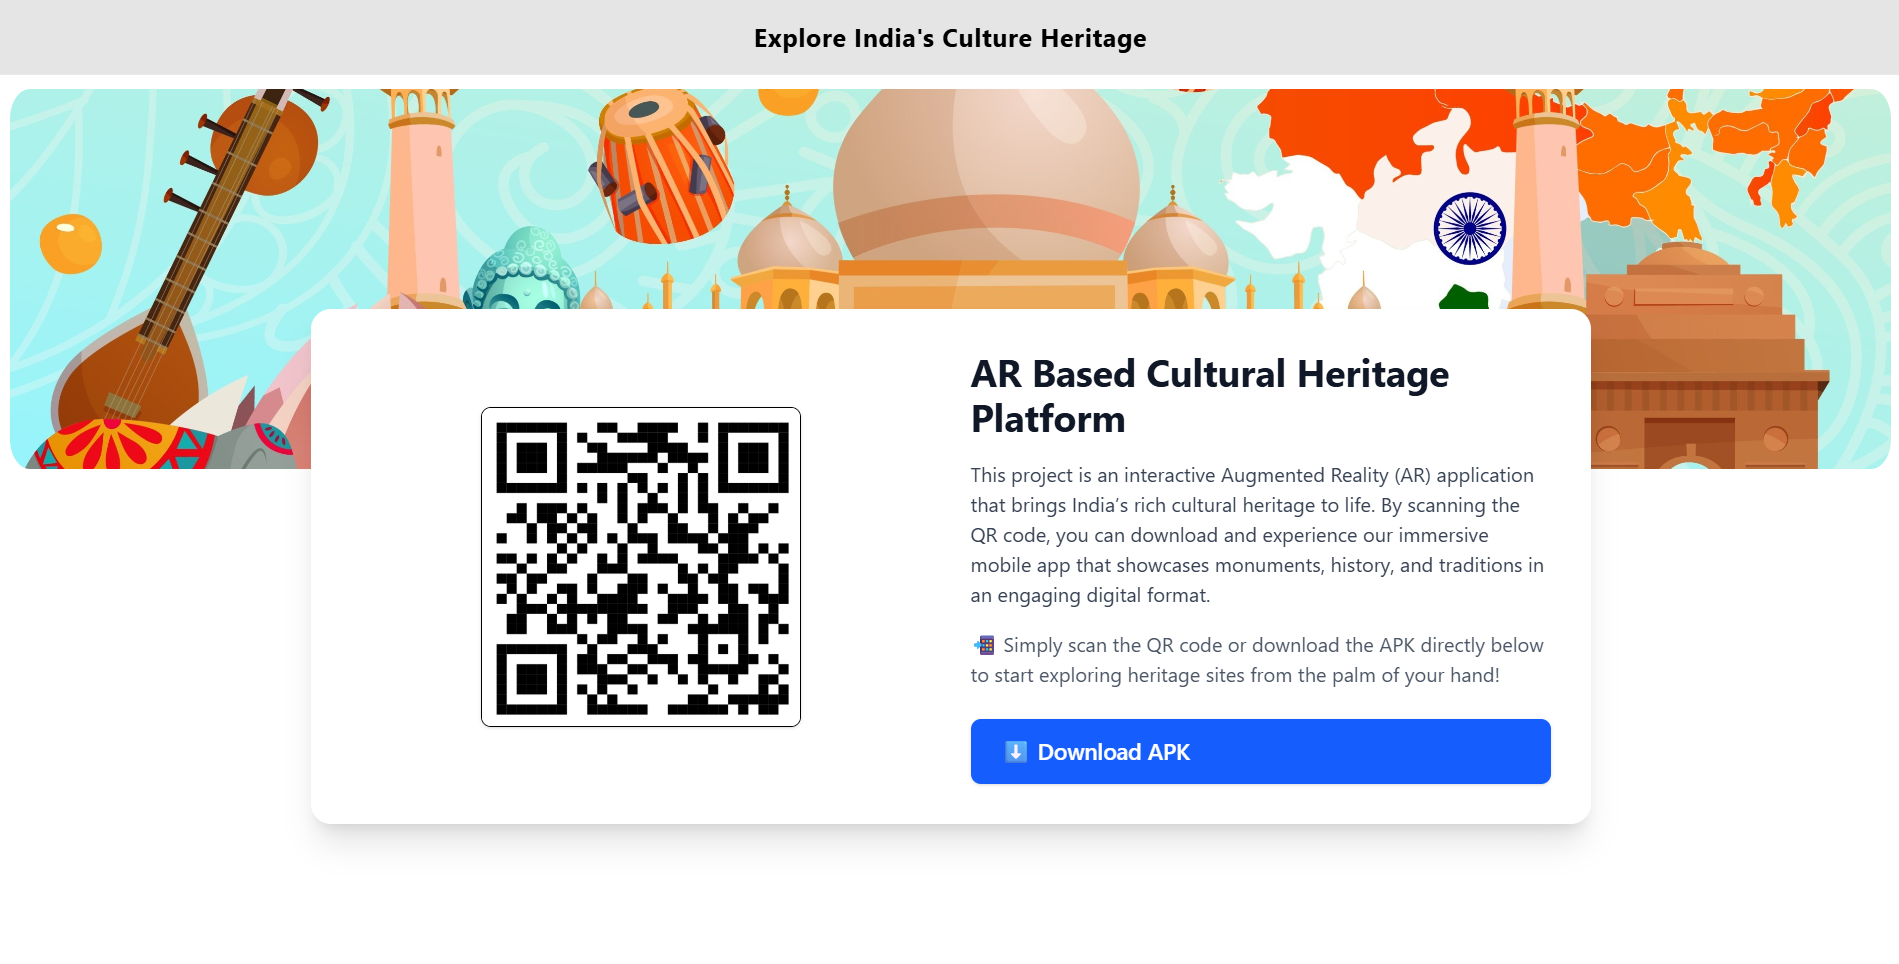 Explore India's Culture Heritage
AR Based Cultural Heritage
Platform
This project is an interactive Augmented Reality (AR) application
that brings India’s rich cultural heritage to life. By scanning the
QR code, you can download and experience our immersive
mobile app that showcases monuments, history, and traditions in
an engaging digital format.
📲 Simply scan the QR code or download the APK directly below
to start exploring heritage sites from the palm of your hand!
⬇️ Download APK